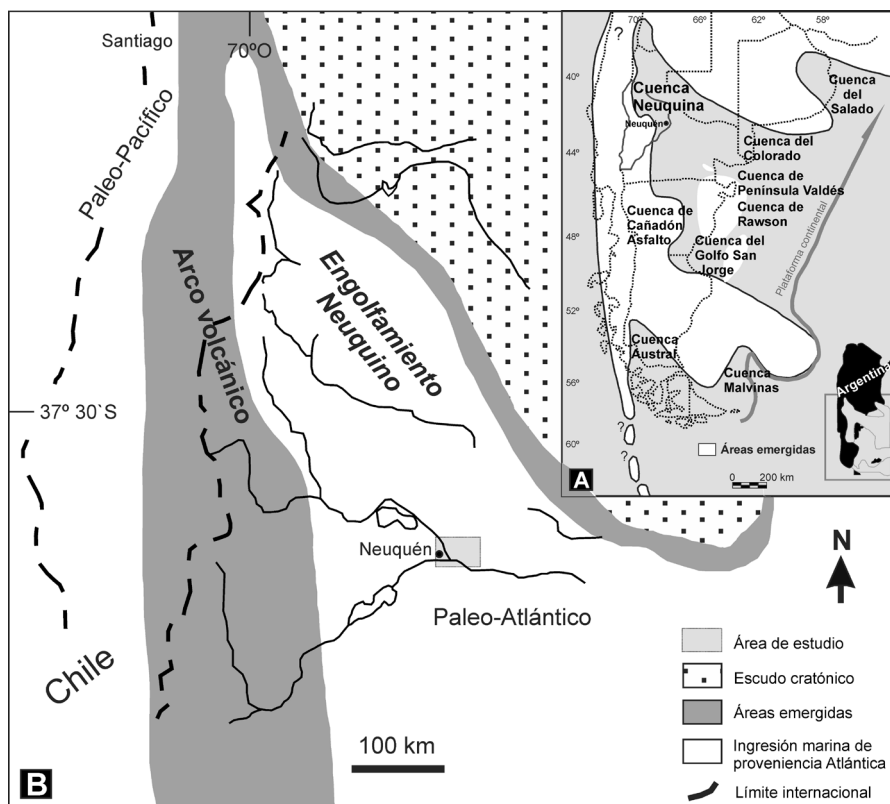 Santiago
70ºO
Paleo-Pacífico
Arco volcánico
Engolfamiento
Neuquino
37º 30`S
Neuquén
Paleo-Atlántico
Chile
100 km
B
N
Área de estudio
Escudo cratónico
Áreas emergidas
Ingresión marina de
proveniencia Atlántica
Límite internacional
70º
66º
62º
58º
40º
44º
48º
52º
56º
60º
?
Cuenca
Neuquina
Neuquén
Cuenca
del
Salado
Cuenca del
Colorado
Cuenca de
Península Valdés
Cuenca de
Rawson
Cuenca de
Cañadón
Asfalto
Cuenca del
Golfo San
Jorge
Plataforma continental
Cuenca
Austral
Cuenca
Malvinas
Argentina
?
?
Áreas emergidas
0 200 km
A